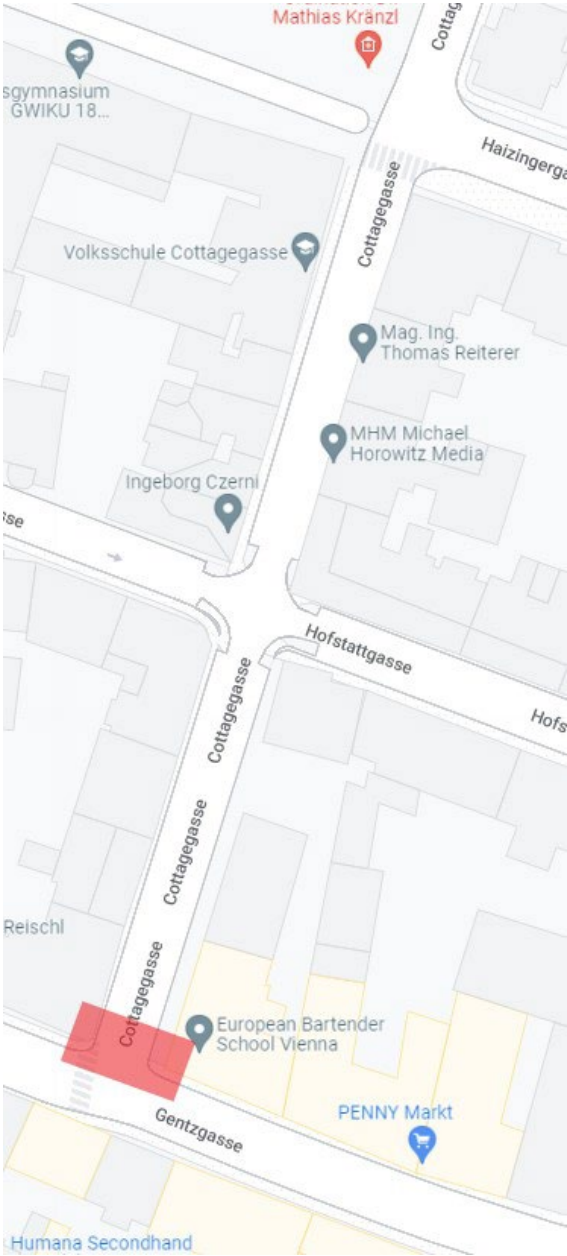 Mathias Kränzl
sgymnasium
GWIKU 18...
Cottag
Haizingerga
Cottagegasse
Volksschule Cottagegasse
Mag. Ing.
Thomas Reiterer
MHM Michael
Horowitz Media
Ingeborg Czerni
sse
Hofstattgasse
Cottagegasse
Hofs
Cottagegasse
Reischl
Cottagegasse
European Bartender
School Vienna
PENNY Markt
Gentzgasse
Humana Secondhand